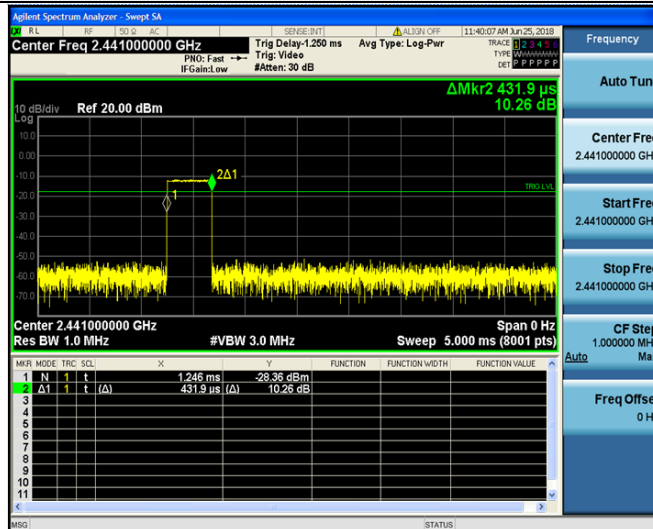 Agilent Spectrum Analyzer - Swept SA
RL RF 50 Ω AC SENSE:INT ALIGN OFF 11:40:07 AM Jun 25, 2018
Center Freq 2.441000000 GHz
Trig Delay-1.250 ms Avg Type: Log-Pwr
TRACE 1 2 3 4 5 6
PNO: Fast Trig: Video
TYPE
IFGain:Low #Atten: 30 dB
DET P P P P P P
ΔMkr2 431.9 µs
10.26 dB
10 dB/div Ref 20.00 dBm
Log
10.0
0.00
-10.0
2Δ1
1
TRIG LVL
-20.0
-30.0
-40.0
-50.0
-60.0
-70.0
Center 2.441000000 GHz Span 0 Hz
Res BW 1.0 MHz #VBW 3.0 MHz Sweep 5.000 ms (8001 pts)
MKR MODE TRC SCL X Y FUNCTION FUNCTION WIDTH FUNCTION VALUE
1 N 1 t 1.246 ms -28.36 dBm
2 Δ1 1 t (Δ) 431.9 µs (Δ) 10.26 dB
3
4
5
6
7
8
9
10
11
MSG STATUS
Frequency
Auto Tun
Center Fre
2.441000000 GH
Start Fre
2.441000000 GH
Stop Fre
2.441000000 GH
CF Ste
1.000000 MH
Auto Ma
Freq Offse
0 H